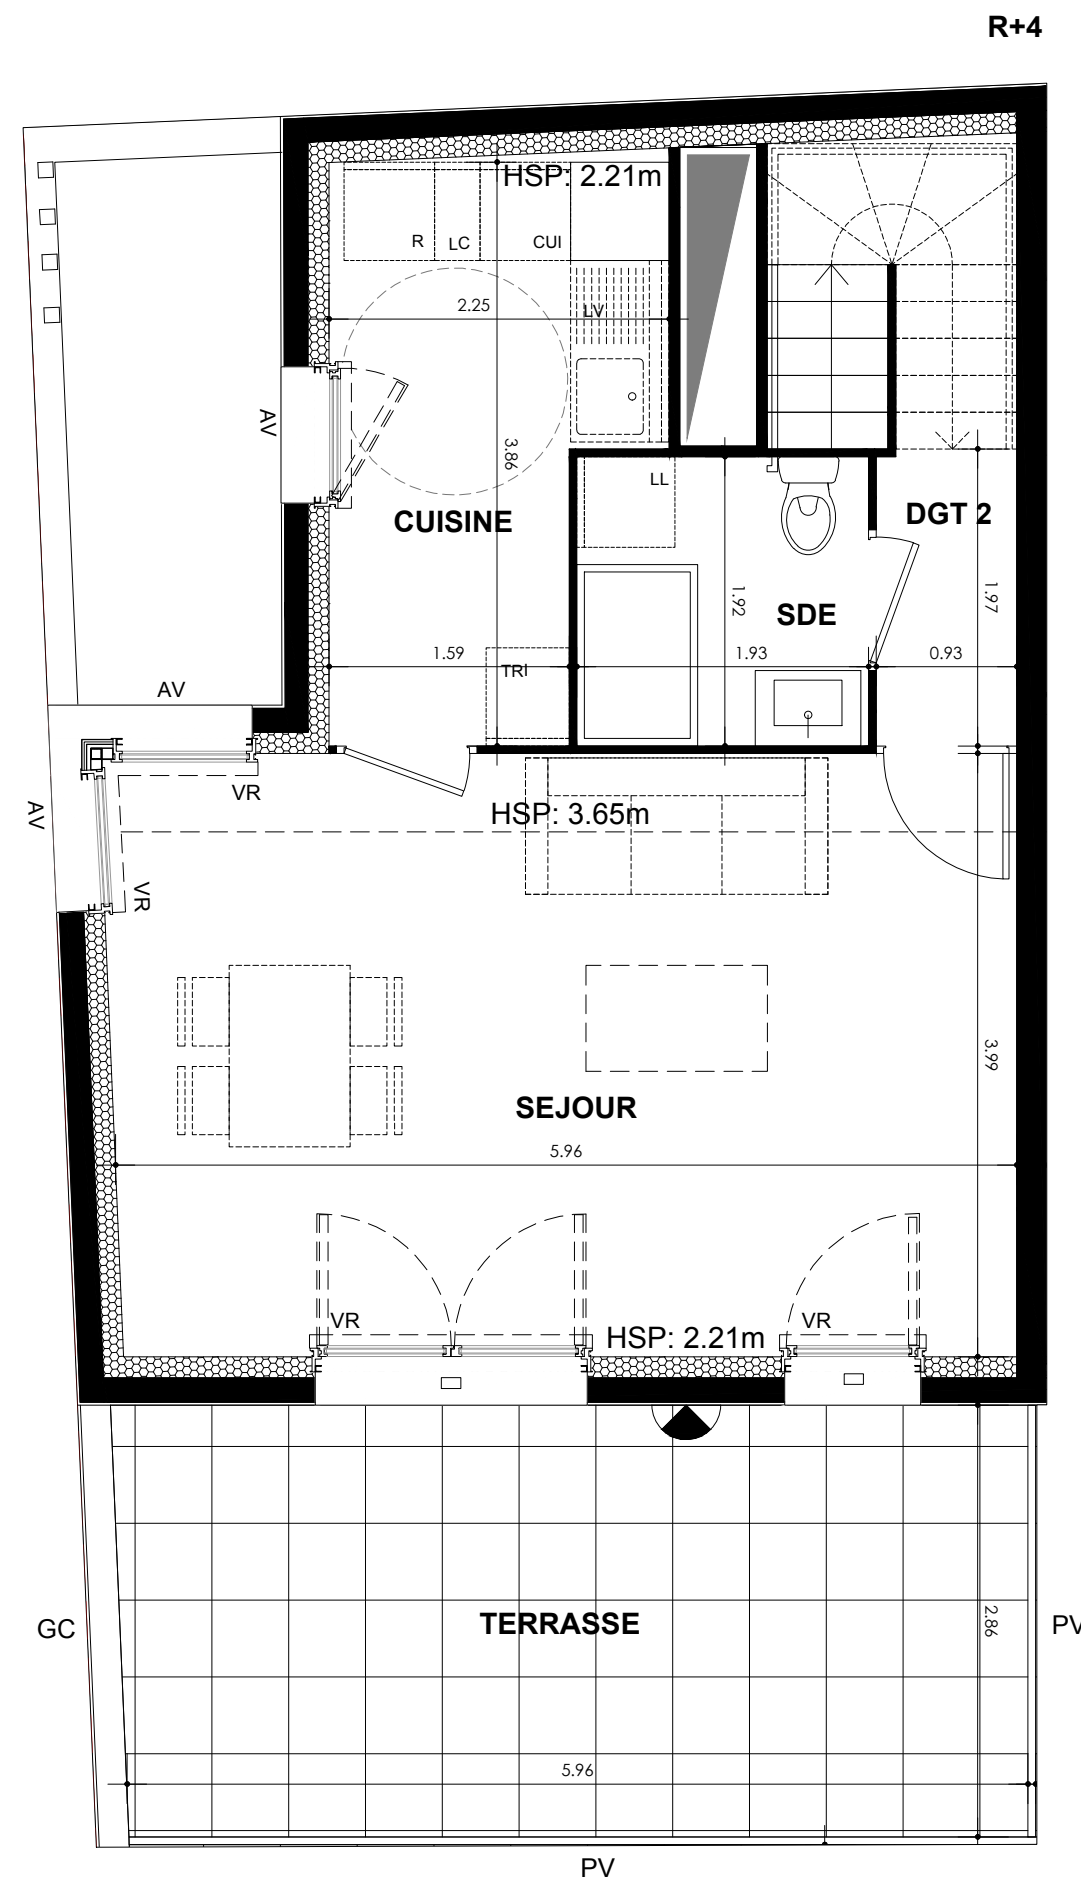 R+4
HSP: 2.21m
R
LC
CUI
2.25
LV
AV
3.86
LL
CUISINE
DGT 2
1.92
1.97
SDE
1.59
1.93
0.93
TRI
AV
VR
AV
HSP: 3.65m
VR
3.99
SEJOUR
5.96
VR
HSP: 2.21m
VR
GC
TERRASSE
2.86
PV
5.96
PV